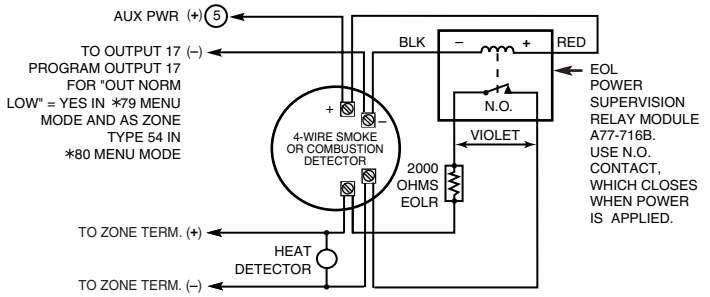 AUX PWR (+) 5
TO OUTPUT 17 (–)
PROGRAM OUTPUT 17
FOR "OUT NORM
LOW" = YES IN *79 MENU
MODE AND AS ZONE
TYPE 54 IN
*80 MENU MODE
BLK
– +
RED
N.O.
VIOLET
EOL
POWER
SUPERVISION
RELAY MODULE
A77-716B.
USE N.O.
CONTACT,
WHICH CLOSES
WHEN POWER
IS APPLIED.
+ –
4-WIRE SMOKE
OR COMBUSTION
DETECTOR
2000
OHMS
EOLR
TO ZONE TERM. (+)
HEAT
DETECTOR
TO ZONE TERM. (–)